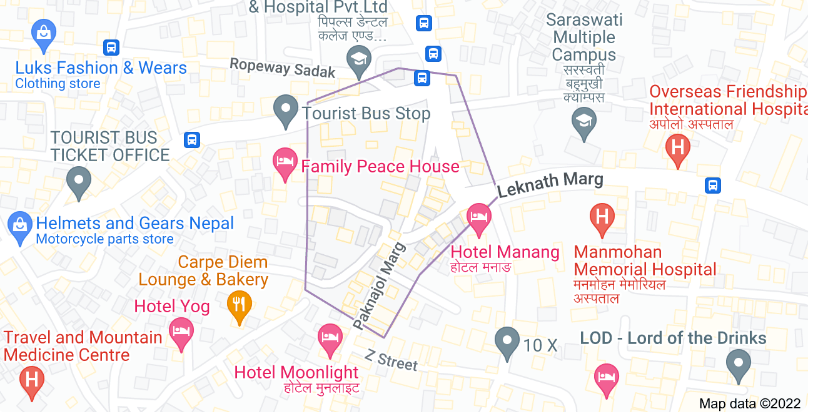 & Hospital Pvt.Ltd
पिपल्स डेन्टल
कलेज एण्ड...
Saraswati
Multiple
Campus
सरस्वती
बहुमुखी
क्याम्पस
Luks Fashion & Wears
Clothing store
Ropeway Sadak
Overseas Friendship
International Hospita
अपोलो अस्पताल
Tourist Bus Stop
TOURIST BUS
TICKET OFFICE
Family Peace House
Leknath Marg
Helmets and Gears Nepal
Motorcycle parts store
Hotel Manang
होटल मनाङ
Manmohan
Memorial Hospital
मनमोहन मेमोरियल
अस्पताल
Carpe Diem
Lounge & Bakery
Paknajol Marg
Hotel Yog
Travel and Mountain
Medicine Centre
Hotel Moonlight
होटेल मुनलाइट
Z Street
10 X
LOD - Lord of the Drinks
Map data ©2022